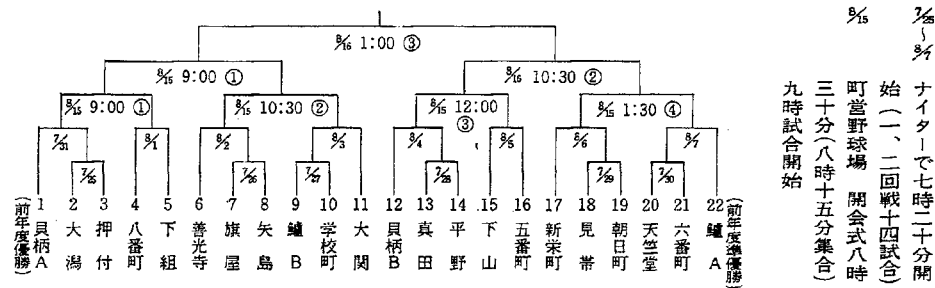 7/25〜8/7 ナイターで七時二十分開
始(一、二回戦十四試合)
8/15 町営野球場 開会式八時
三十分(八時十五分集合)
九時試合開始
8/16 1:00 ③
8/15 9:00 ①
8/15 10:30 ②
8/15 9:00 ①
8/15 10:30 ②
8/15 12:00 ③
8/15 1:30 ④
7/31
8/1
8/2
8/3
8/4
8/5
8/6
8/7
7/25
7/26
7/27
7/28
7/29
7/30
(前年度優勝)
1 貝柄A
2 大潟
3 押付
4 八番町
5 下組
6 善光寺
7 旗屋
8 矢島
9 鱸B
10 学校町
11 大関
12 貝柄B
13 真田
14 平野
15 下山
16 五番町
17 新栄町
18 見帯
19 朝日町
20 天竺堂
21 六番町
22 鱸A
(前年度準優勝)